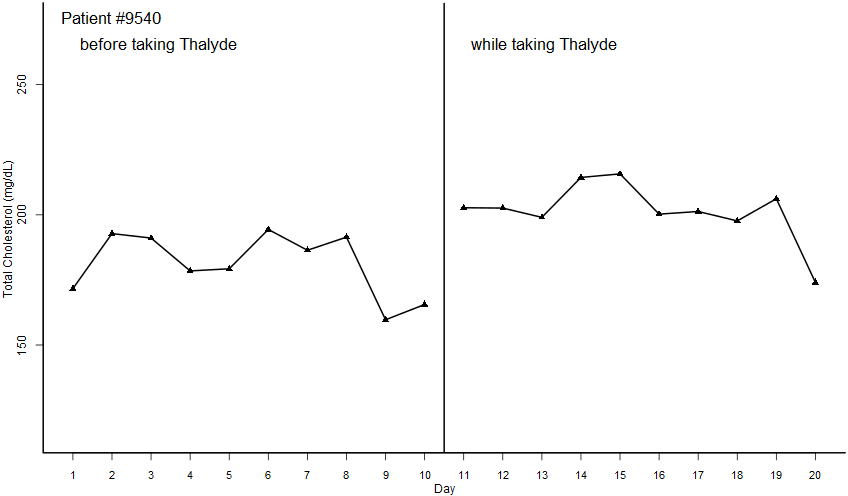 Patient #9540
before taking Thalyde
while taking Thalyde
Total Cholesterol (mg/dL)
250
200
150
1 2 3 4 5 6 7 8 9 10 11 12 13 14 15 16 17 18 19 20
Day